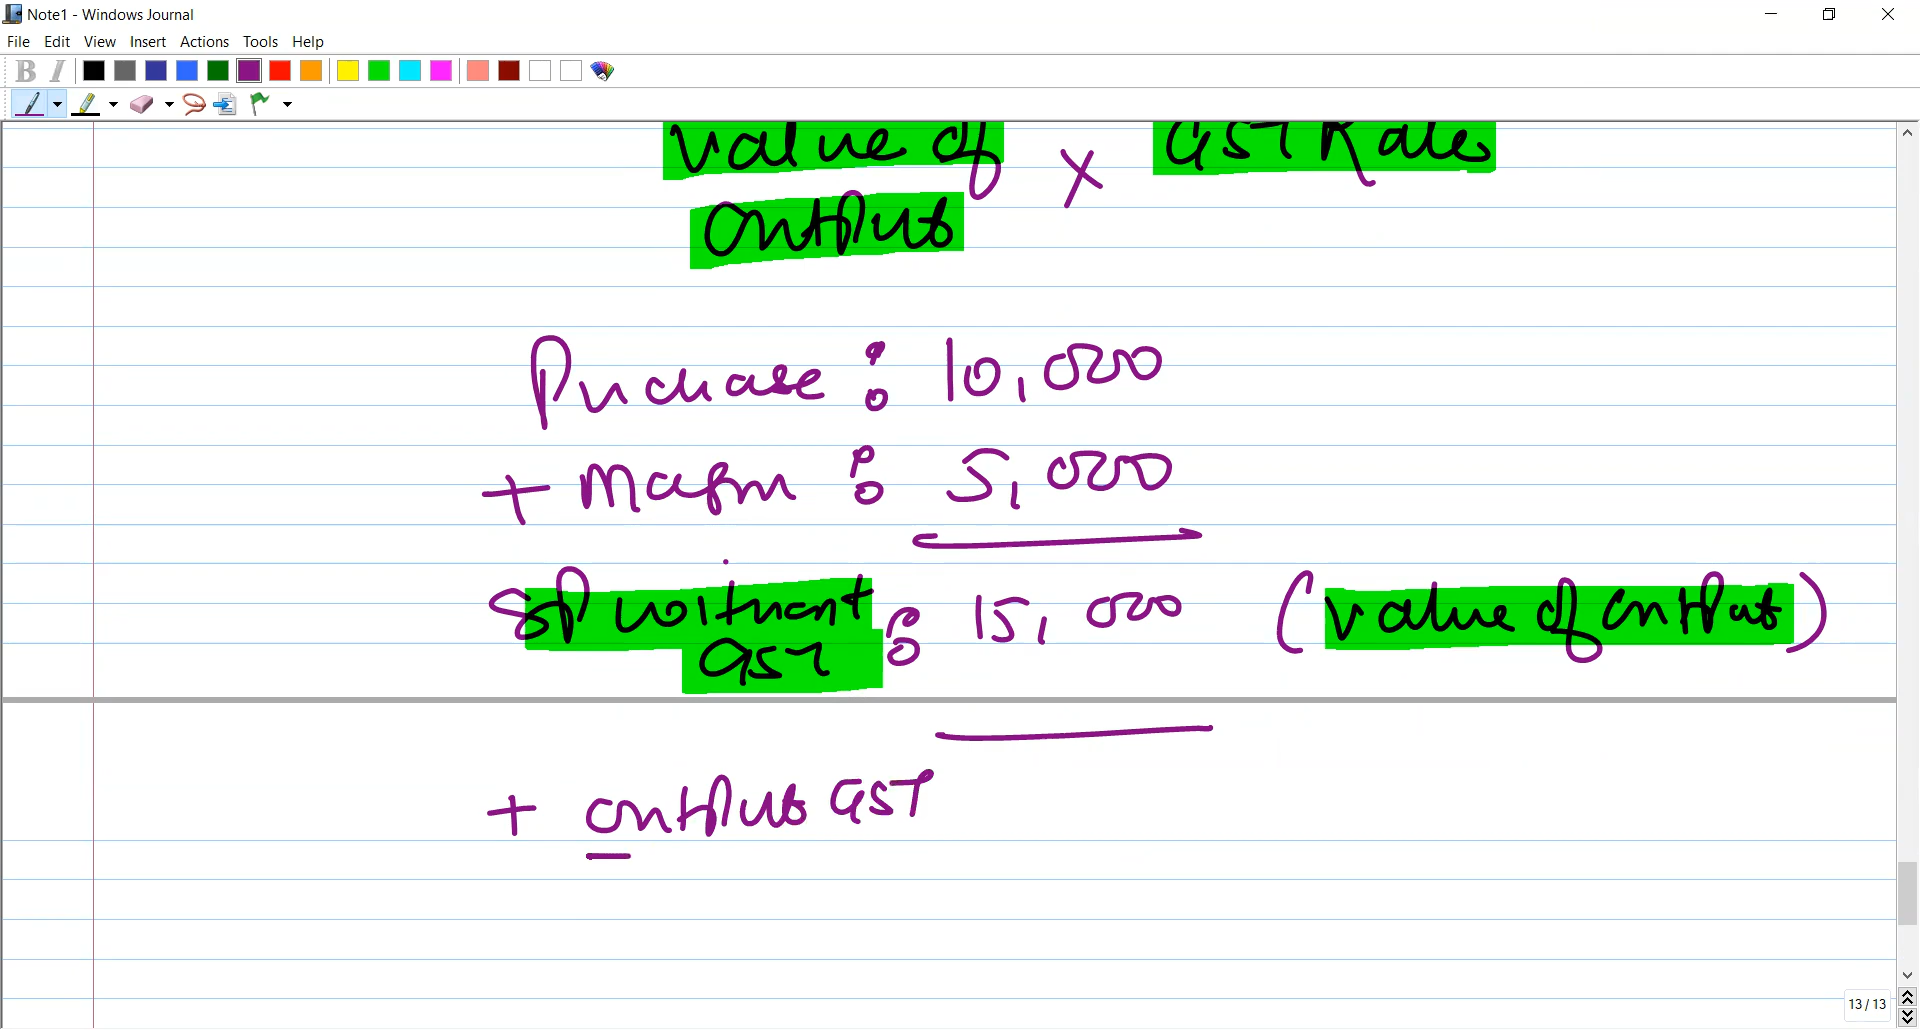 Note1 - Windows Journal
File Edit View Insert Actions Tools Help
B I
Value of × GST Rates
Output
Purchase : 10,000
+ Margin : 5,000
SP without GST : 15,000 (Value of Output)
+ Output GST
13 / 13